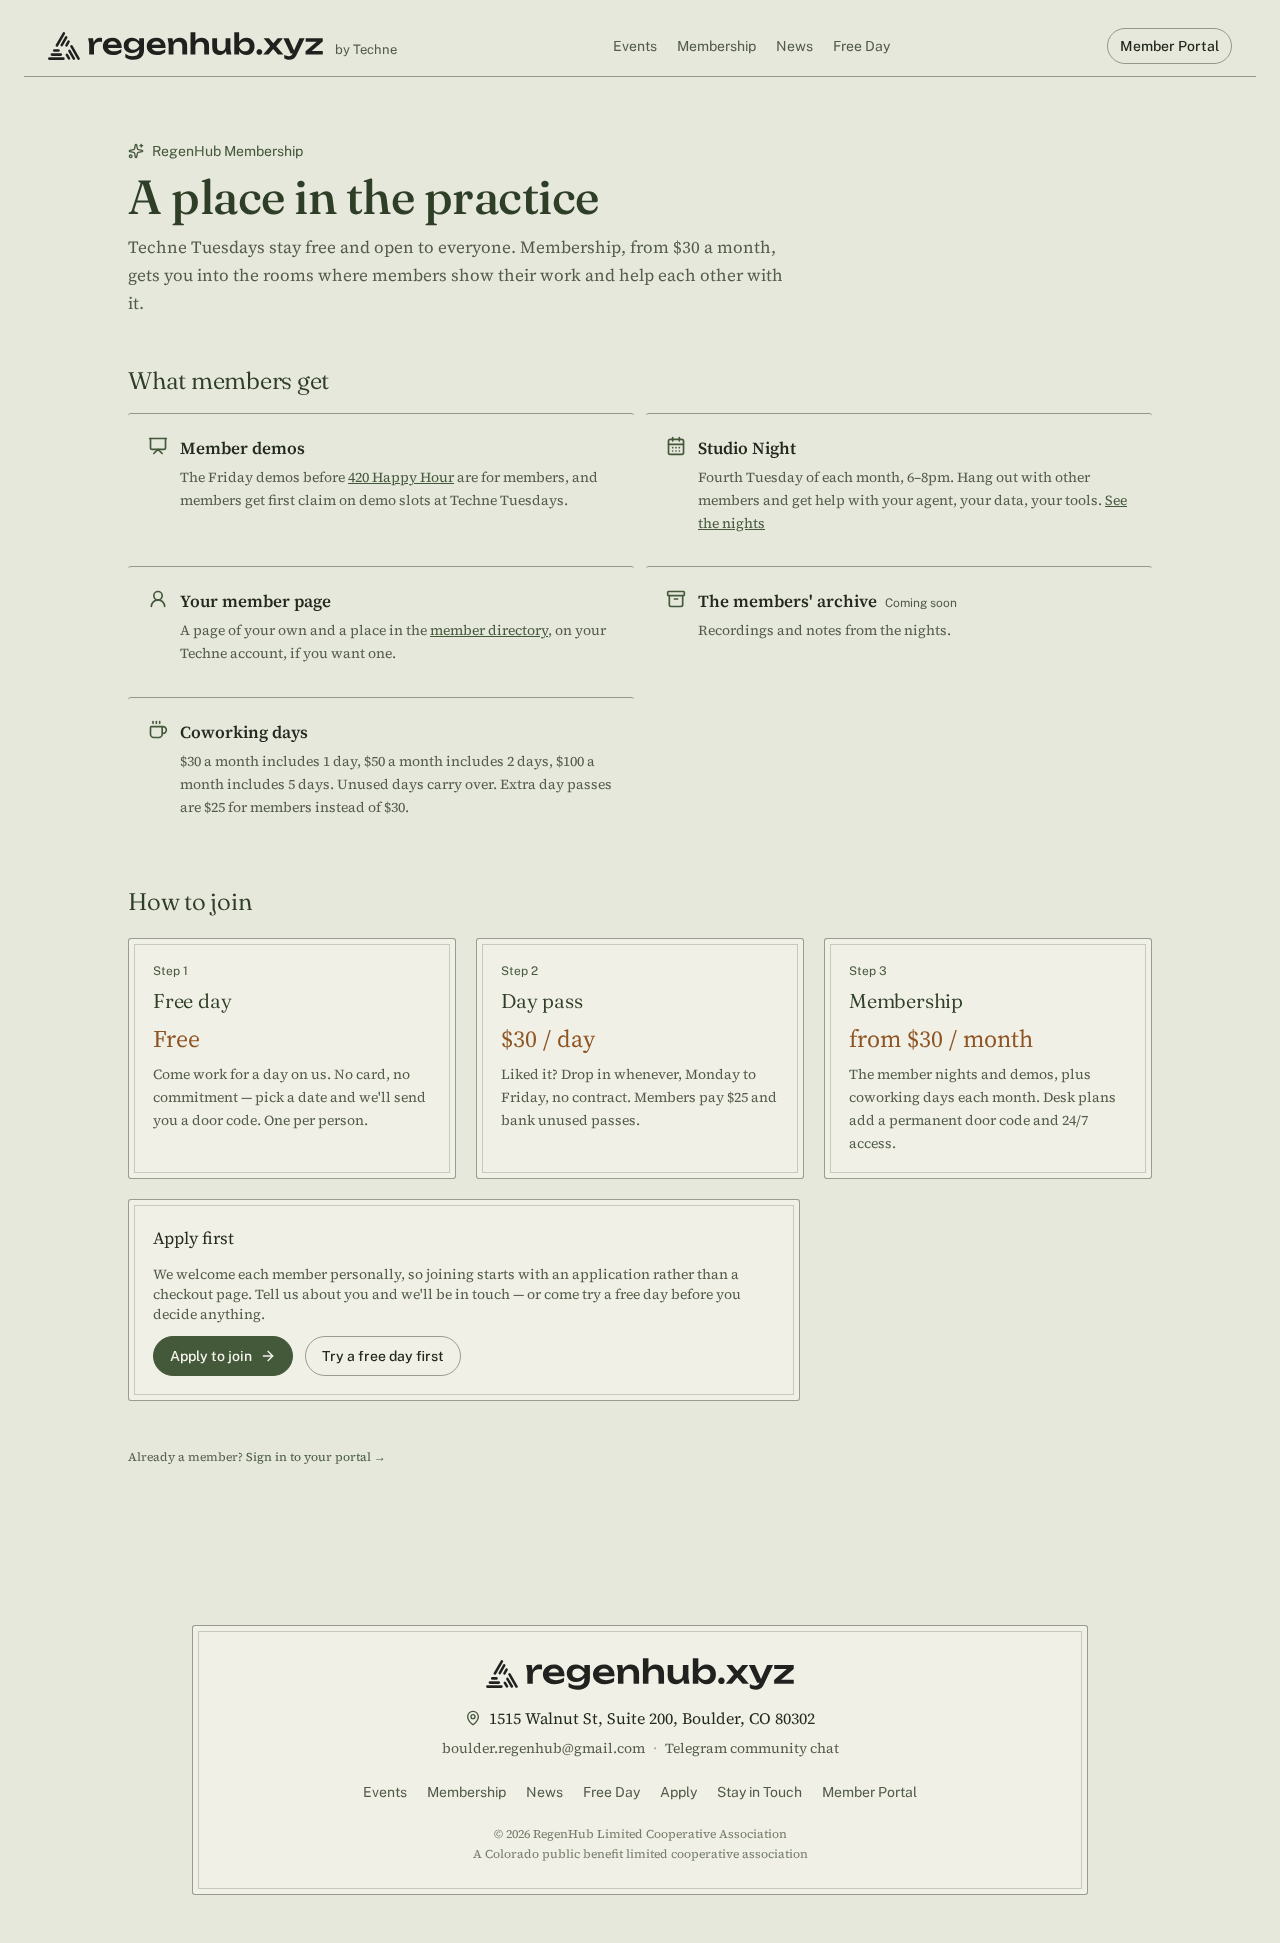 regenhub.xyz by Techne
Events Membership News Free Day
Member Portal
RegenHub Membership
A place in the practice
Techne Tuesdays stay free and open to everyone. Membership, from $30 a month,
gets you into the rooms where members show their work and help each other with
it.
What members get
Member demos
The Friday demos before 420 Happy Hour are for members, and
members get first claim on demo slots at Techne Tuesdays.
Studio Night
Fourth Tuesday of each month, 6–8pm. Hang out with other
members and get help with your agent, your data, your tools. See
the nights
Your member page
A page of your own and a place in the member directory, on your
Techne account, if you want one.
The members' archive Coming soon
Recordings and notes from the nights.
Coworking days
$30 a month includes 1 day, $50 a month includes 2 days, $100 a
month includes 5 days. Unused days carry over. Extra day passes
are $25 for members instead of $30.
How to join
Step 1
Free day
Free
Come work for a day on us. No card, no
commitment — pick a date and we'll send
you a door code. One per person.
Step 2
Day pass
$30 / day
Liked it? Drop in whenever, Monday to
Friday, no contract. Members pay $25 and
bank unused passes.
Step 3
Membership
from $30 / month
The member nights and demos, plus
coworking days each month. Desk plans
add a permanent door code and 24/7
access.
Apply first
We welcome each member personally, so joining starts with an application rather than a
checkout page. Tell us about you and we'll be in touch — or come try a free day before you
decide anything.
Apply to join →
Try a free day first
Already a member? Sign in to your portal →
regenhub.xyz
1515 Walnut St, Suite 200, Boulder, CO 80302
boulder.regenhub@gmail.com · Telegram community chat
Events Membership News Free Day Apply Stay in Touch Member Portal
© 2026 RegenHub Limited Cooperative Association
A Colorado public benefit limited cooperative association